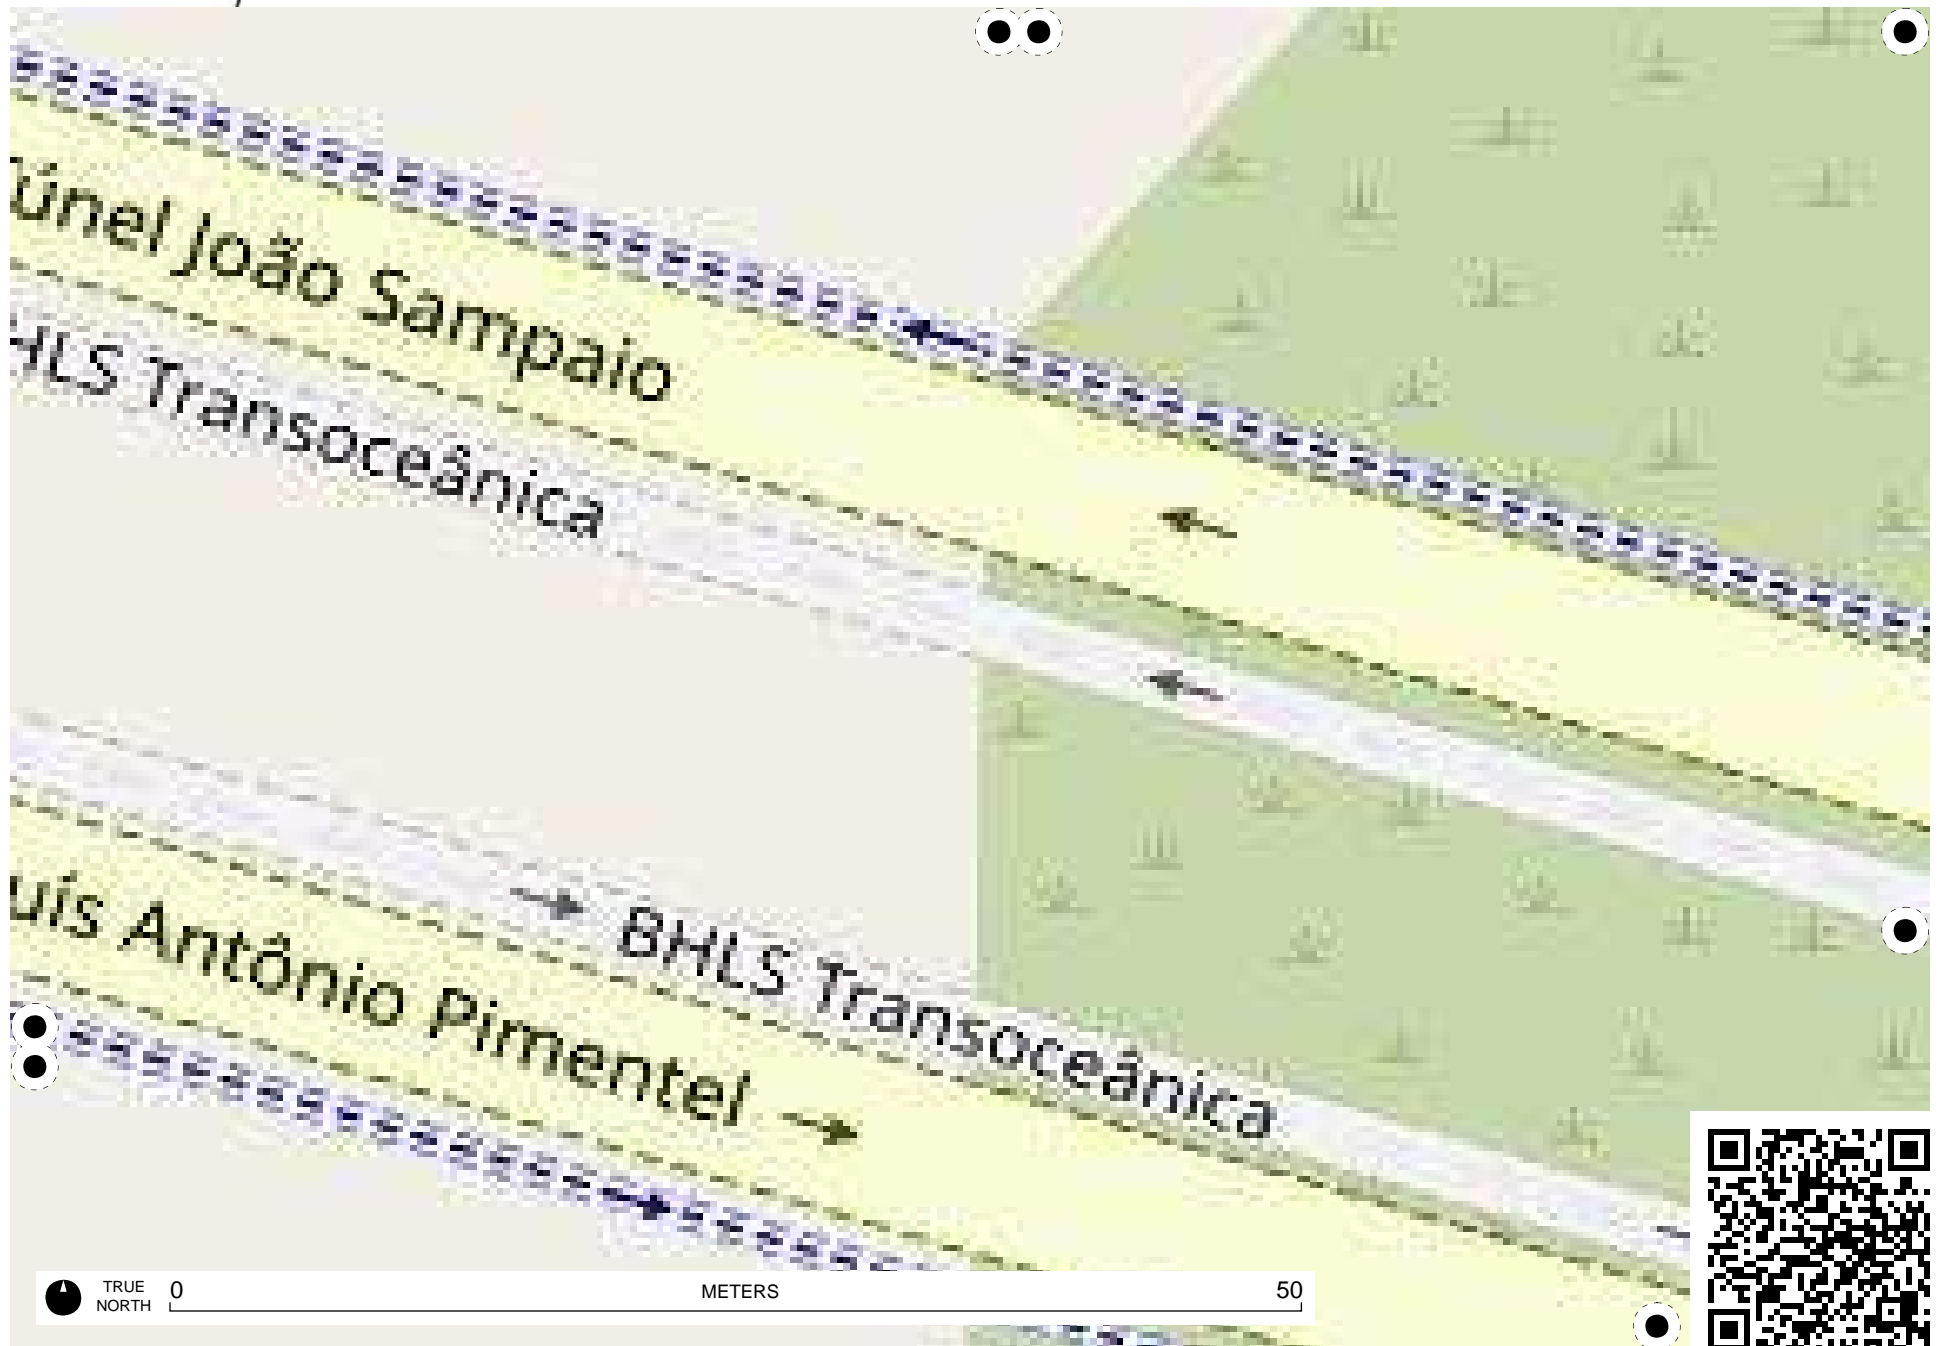 únel João Sampaio
HLS Transoceânica
BHLS Transoceânica
uís Antônio Pimentel
TRUE NORTH
0 METERS 50